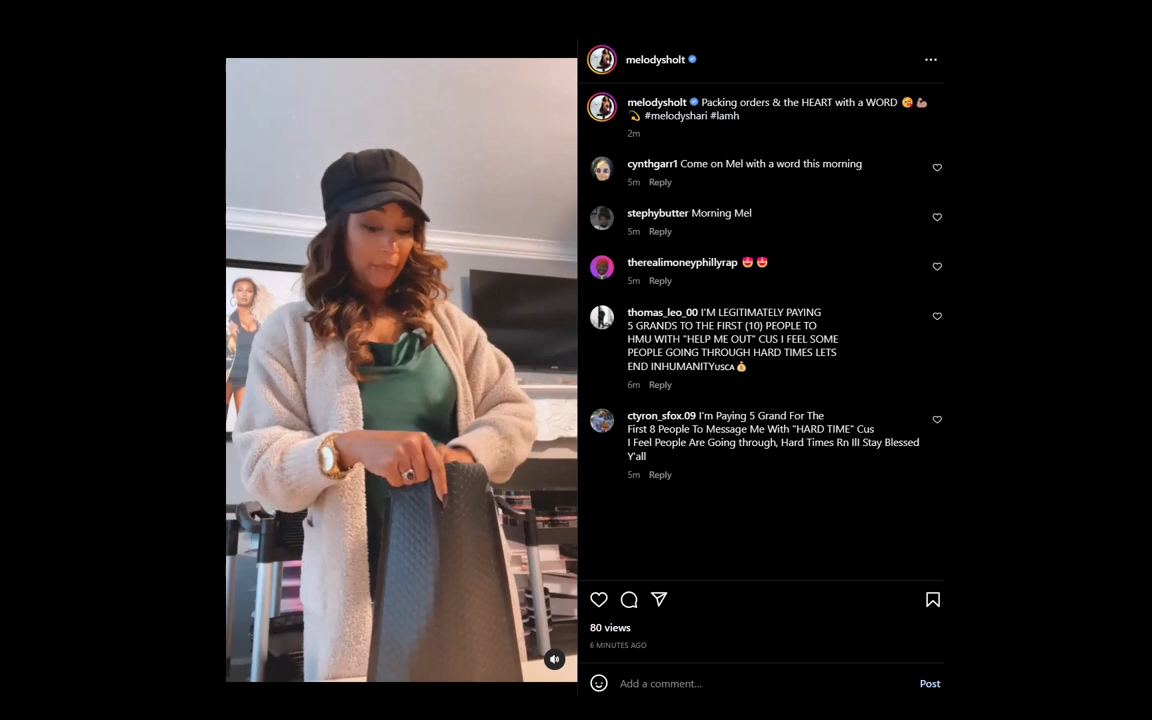 melodysholt
melodysholt Packing orders & the HEART with a WORD 😘 💪🏽
💫 #melodyshari #lamh
2m
cynthgarr1 Come on Mel with a word this morning
5m Reply
stephybutter Morning Mel
5m Reply
therealimoneyphillyrap 😍 😍
5m Reply
thomas_leo_00 I'M LEGITIMATELY PAYING
5 GRANDS TO THE FIRST (10) PEOPLE TO
HMU WITH "HELP ME OUT" CUS I FEEL SOME
PEOPLE GOING THROUGH HARD TIMES LETS
END INHUMANITYᴜꜱᴄᴀ💰
6m Reply
ctyron_sfox.09 I'm Paying 5 Grand For The
First 8 People To Message Me With "HARD TIME" Cus
I Feel People Are Going through, Hard Times Rn Ill Stay Blessed
Y'all
5m Reply
80 views
6 MINUTES AGO
Add a comment... Post